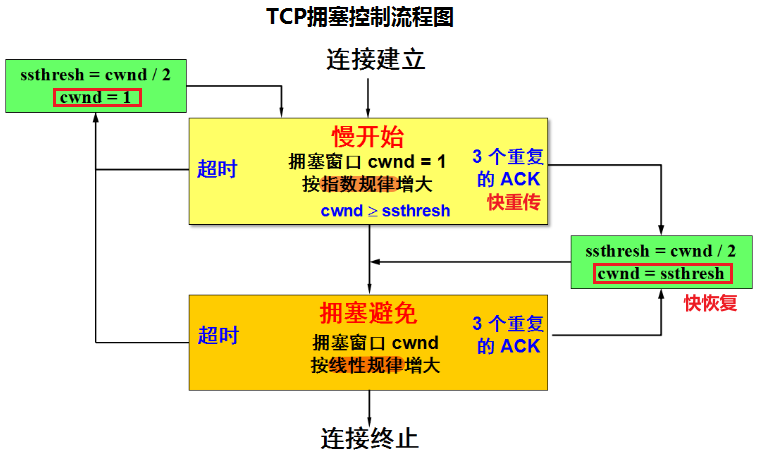 TCP拥塞控制流程图
连接建立
ssthresh = cwnd / 2
cwnd = 1
慢开始
超时
拥塞窗口 cwnd = 1
按指数规律增大
cwnd ≥ ssthresh
3 个重复
的 ACK
快重传
ssthresh = cwnd / 2
cwnd = ssthresh
快恢复
拥塞避免
超时
拥塞窗口 cwnd
按线性规律增大
3 个重复
的 ACK
连接终止